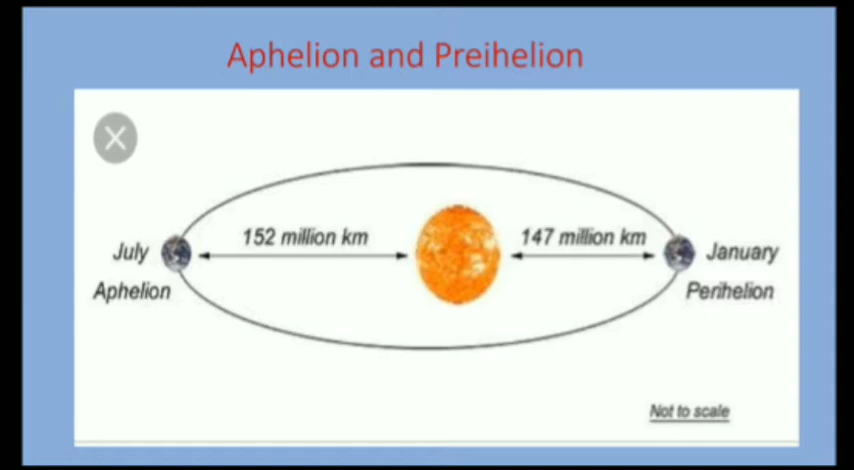 Aphelion and Preihelion
152 million km
147 million km
July
January
Aphelion
Perihelion
Not to scale